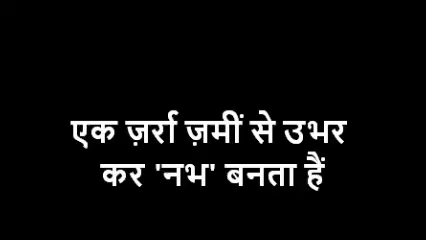 एक ज़र्रा ज़मीं से उभर
कर 'नभ' बनता हैं